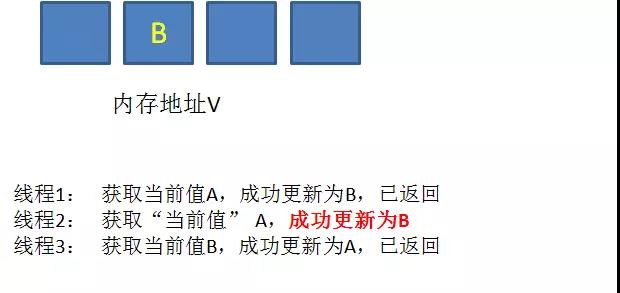 B
内存地址V
线程1： 获取当前值A，成功更新为B，已返回
线程2： 获取“当前值” A，成功更新为B
线程3： 获取当前值B，成功更新为A，已返回